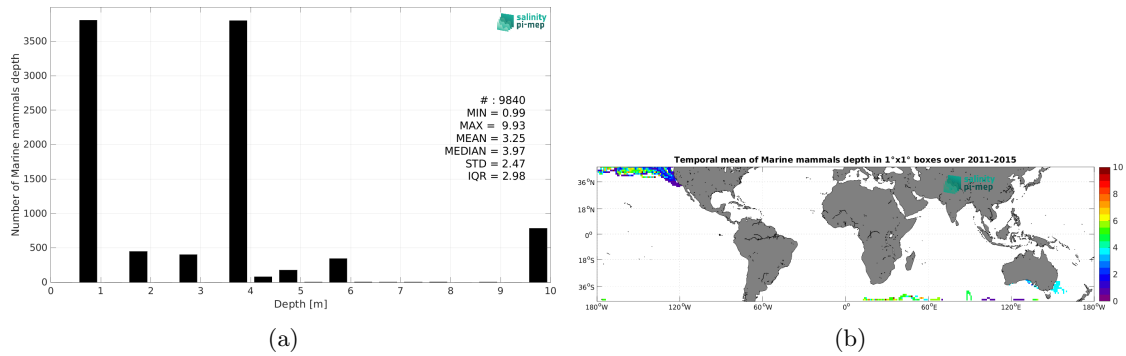 salinity
pi-mep
Number of Marine mammals depth
3500
3000
2500
2000
1500
1000
500
0
# : 9840
MIN = 0.99
MAX = 9.93
MEAN = 3.25
MEDIAN = 3.97
STD = 2.47
IQR = 2.98
0 1 2 3 4 5 6 7 8 9 10
Depth [m]
(a)
Temporal mean of Marine mammals depth in 1°x1° boxes over 2011-2015
salinity
pi-mep
36°N
18°N
0°
18°S
36°S
180°W 120°W 60°W 0° 60°E 120°E 180°E
10
8
6
4
2
0
(b)